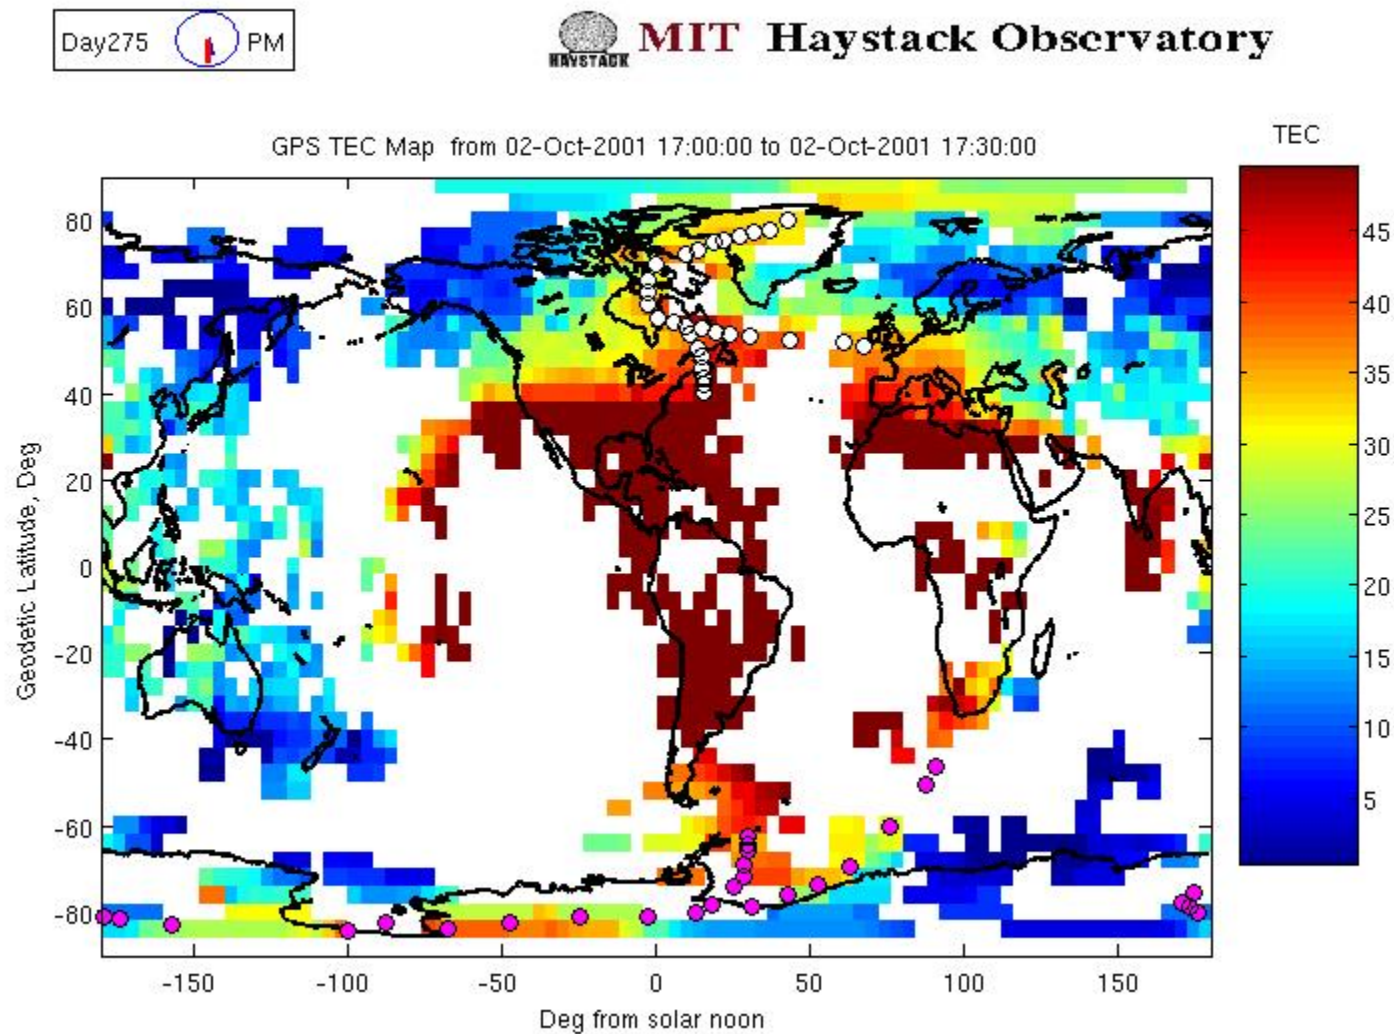 Day275 PM
HAYSTACK
MIT Haystack Observatory
GPS TEC Map from 02-Oct-2001 17:00:00 to 02-Oct-2001 17:30:00
TEC
80
60
40
20
0
-20
-40
-60
-80
Geodetic Latitude, Deg
-150 -100 -50 0 50 100 150
Deg from solar noon
45
40
35
30
25
20
15
10
5